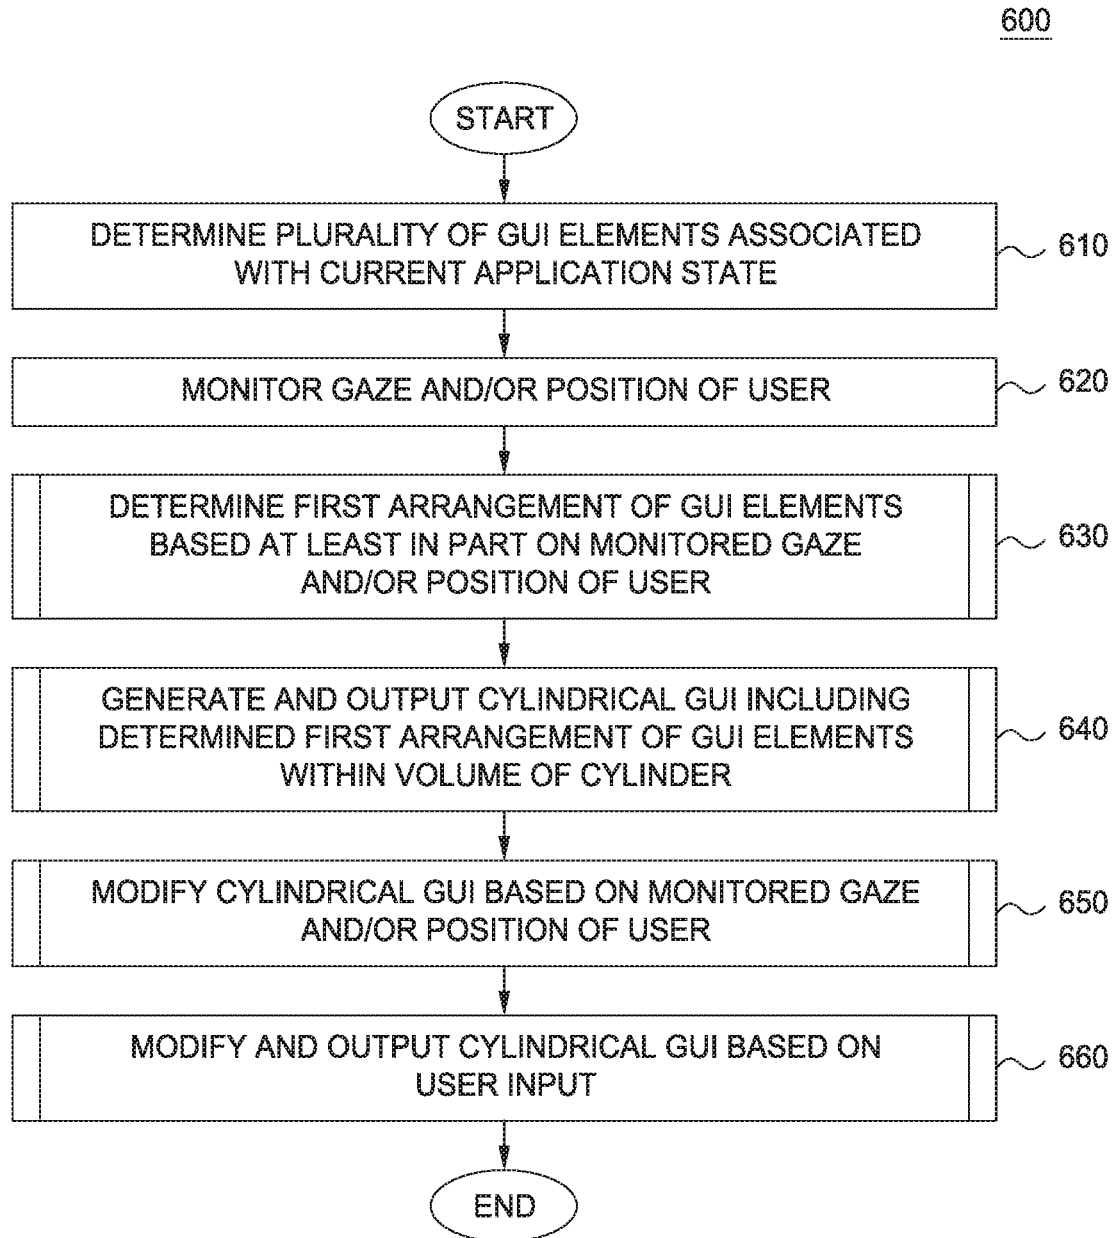 600
START
DETERMINE PLURALITY OF GUI ELEMENTS ASSOCIATED
WITH CURRENT APPLICATION STATE
610
MONITOR GAZE AND/OR POSITION OF USER
620
DETERMINE FIRST ARRANGEMENT OF GUI ELEMENTS
BASED AT LEAST IN PART ON MONITORED GAZE
AND/OR POSITION OF USER
630
GENERATE AND OUTPUT CYLINDRICAL GUI INCLUDING
DETERMINED FIRST ARRANGEMENT OF GUI ELEMENTS
WITHIN VOLUME OF CYLINDER
640
MODIFY CYLINDRICAL GUI BASED ON MONITORED GAZE
AND/OR POSITION OF USER
650
MODIFY AND OUTPUT CYLINDRICAL GUI BASED ON
USER INPUT
660
END